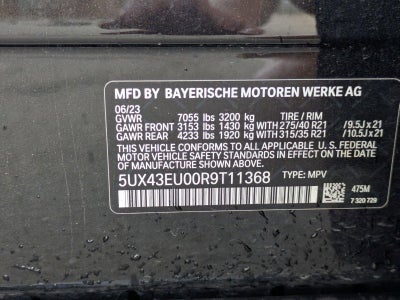 MFD BY BAYERISCHE MOTOREN WERKE AG
06/23
GVWR 7055 lbs 3200 kg TIRE / RIM
GAWR FRONT 3153 lbs 1430 kg WITH 275/40 R21 / 9.5J x 21
GAWR REAR 4233 lbs 1920 kg WITH 315/35 R21 / 10.5J x 21
THIS VEHICLE CONFORMS TO ALL APPLICABLE U.S. FEDERAL
MOTOR VEHICLE SAFETY
STANDARDS IN EFFECT ON THE DATE OF MANUFACTURE SHOWN ABOVE.
5UX43EU00R9T11368 TYPE: MPV
475M
7 320 729